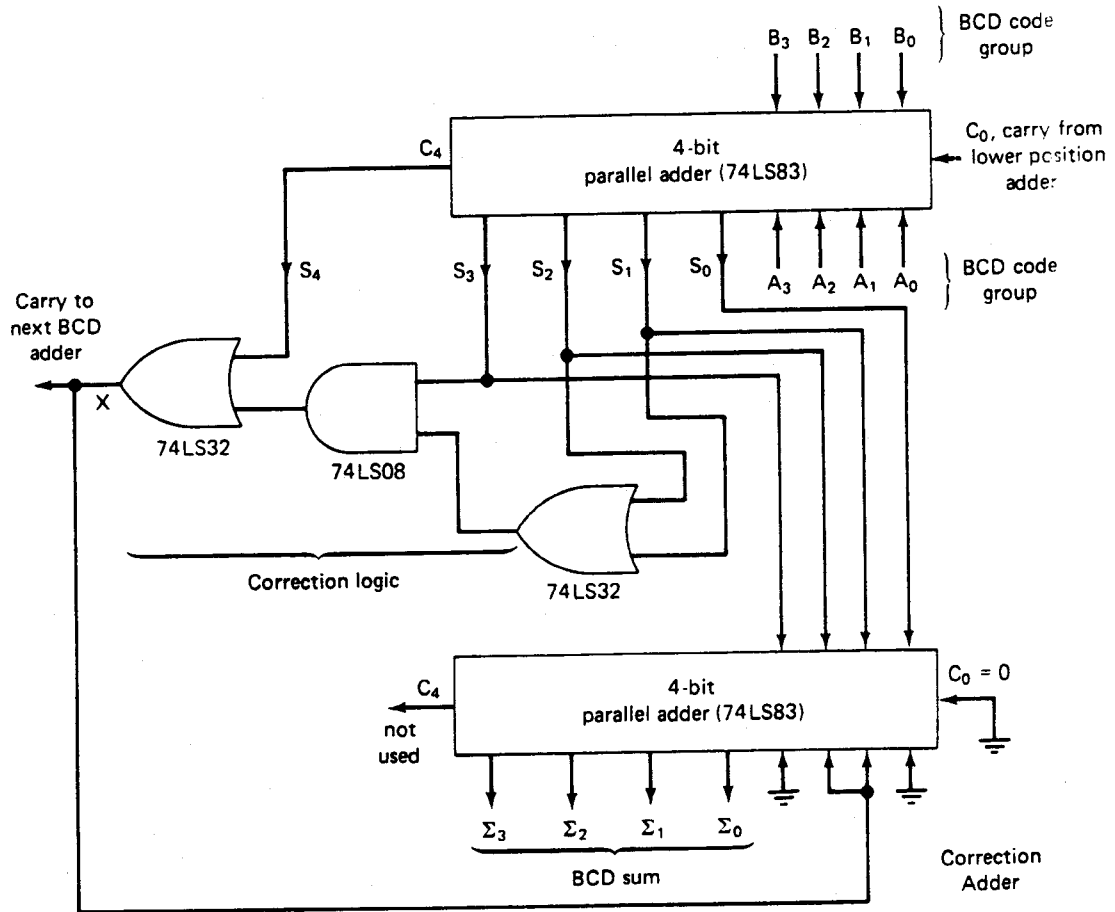 BCD code
group
B3 B2 B1 B0
C4
4-bit
parallel adder (74LS83)
C0, carry from
lower position
adder
S4
S3 S2 S1 S0
A3 A2 A1 A0
BCD code
group
Carry to
next BCD
adder
X
74LS32
74LS08
Correction logic
74LS32
C4
not
used
4-bit
parallel adder (74LS83)
C0 = 0
Σ3 Σ2 Σ1 Σ0
BCD sum
Correction
Adder